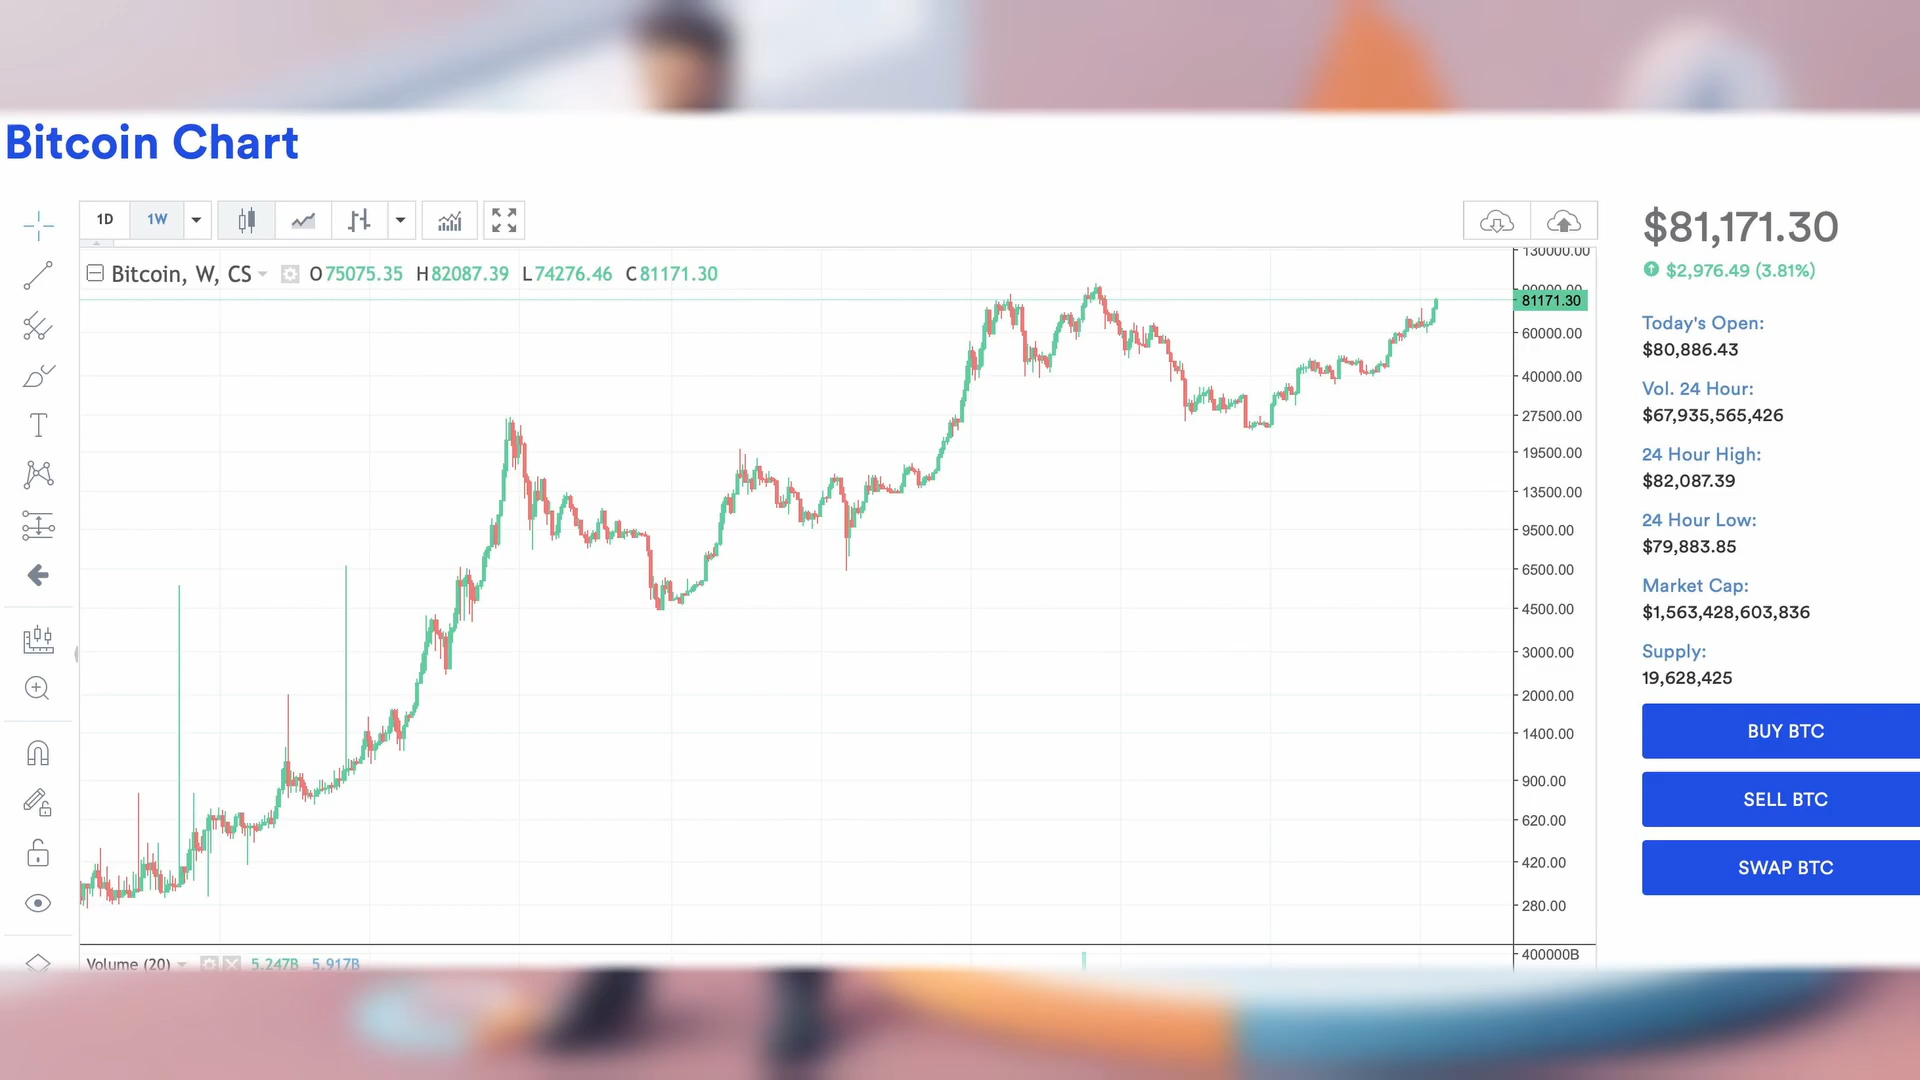 Bitcoin Chart
1D 1W
Bitcoin, W, CS O75075.35 H82087.39 L74276.46 C81171.30
130000.00
81171.30
60000.00
40000.00
27500.00
19500.00
13500.00
9500.00
6500.00
4500.00
3000.00
2000.00
1400.00
900.00
620.00
420.00
280.00
400000B
Volume (20) 5.247B 5.917B
$81,171.30
$2,976.49 (3.81%)
Today's Open:
$80,886.43
Vol. 24 Hour:
$67,935,565,426
24 Hour High:
$82,087.39
24 Hour Low:
$79,883.85
Market Cap:
$1,563,428,603,836
Supply:
19,628,425
BUY BTC
SELL BTC
SWAP BTC